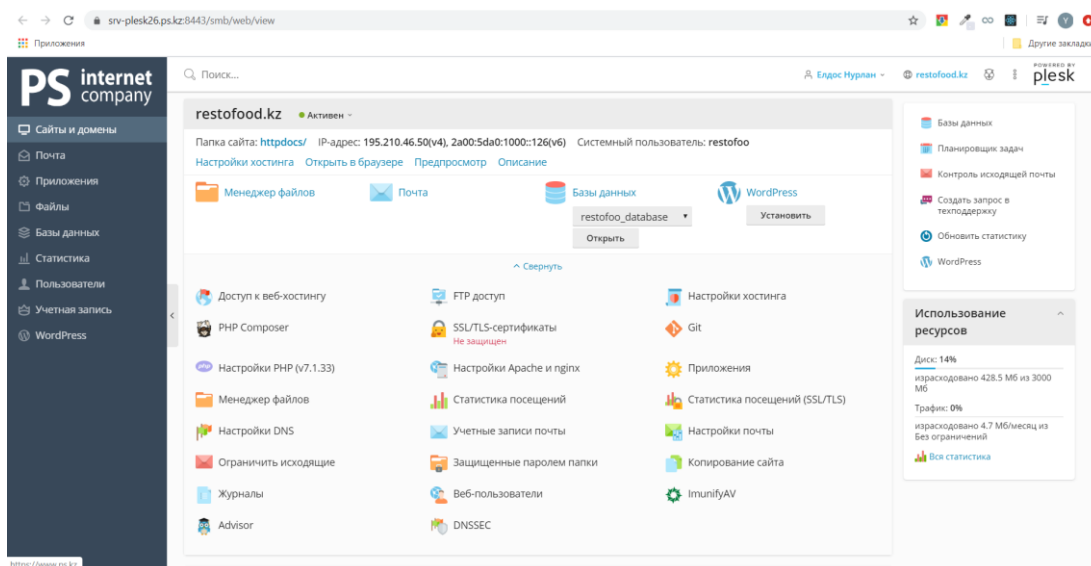 srv-plesk26.ps.kz:8443/smb/web/view
Приложения
Другие закладки
PS internet company
Поиск...
Елдос Нурлан
restofood.kz
POWERED BY
plesk
Сайты и домены
Почта
Приложения
Файлы
Базы данных
Статистика
Пользователи
Учетная запись
WordPress
restofood.kz Активен
Папка сайта: httpdocs/ IP-адрес: 195.210.46.50(v4), 2a00:5da0:1000::126(v6) Системный пользователь: restofoo
Настройки хостинга Открыть в браузере Предпросмотр Описание
Менеджер файлов Почта Базы данных WordPress
restofoo_database Установить
Открыть
Свернуть
Доступ к веб-хостингу FTP доступ Настройки хостинга
PHP Composer SSL/TLS-сертификаты Git
Не защищен
php Настройки PHP (v7.1.33) Настройки Apache и nginx Приложения
Менеджер файлов Статистика посещений Статистика посещений (SSL/TLS)
Настройки DNS Учетные записи почты Настройки почты
Ограничить исходящие Защищенные паролем папки Копирование сайта
Журналы Веб-пользователи ImunifyAV
Advisor DNSSEC
Базы данных
Планировщик задач
Контроль исходящей почты
Создать запрос в
техподдержку
Обновить статистику
WordPress
Использование
ресурсов
Диск: 14%
израсходовано 428.5 Мб из 3000
Мб
Трафик: 0%
израсходовано 4.7 Мб/месяц из
Без ограничений
Вся статистика
https://www.ps.kz